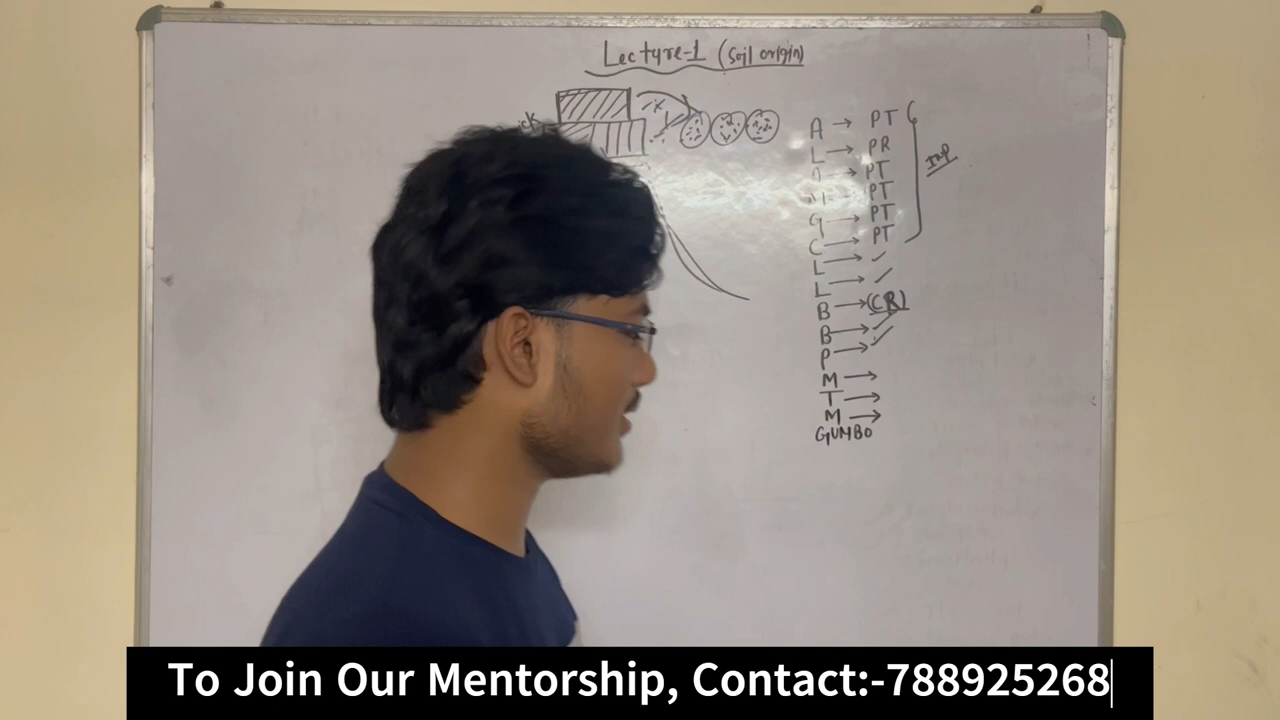 Lecture-1 (soil origin)
ck
A → PT
L → PR
A → PT
M → PT
G → PT
C → PT
Imp
L → ✓
L → ✓
B → (CR)
B → ✓
P → ✓
M →
T →
M →
GUMBO
To Join Our Mentorship, Contact:-788925268